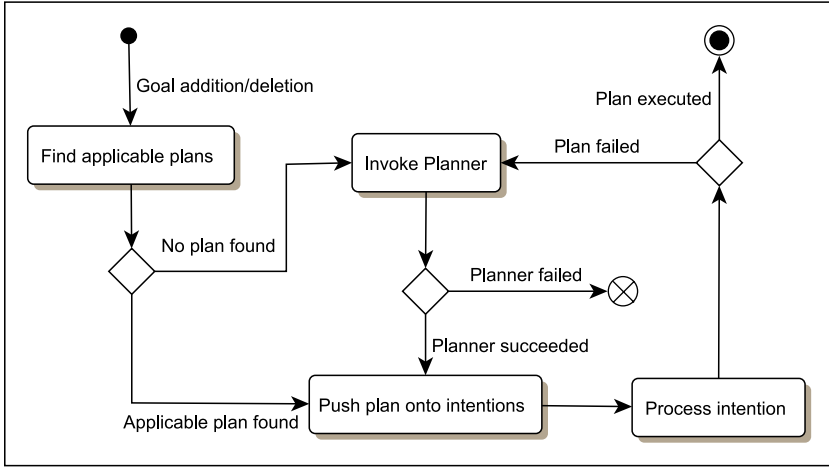 Goal addition/deletion
Plan executed
Find applicable plans
Invoke Planner
Plan failed
No plan found
Planner failed
Planner succeeded
Applicable plan found
Push plan onto intentions
Process intention